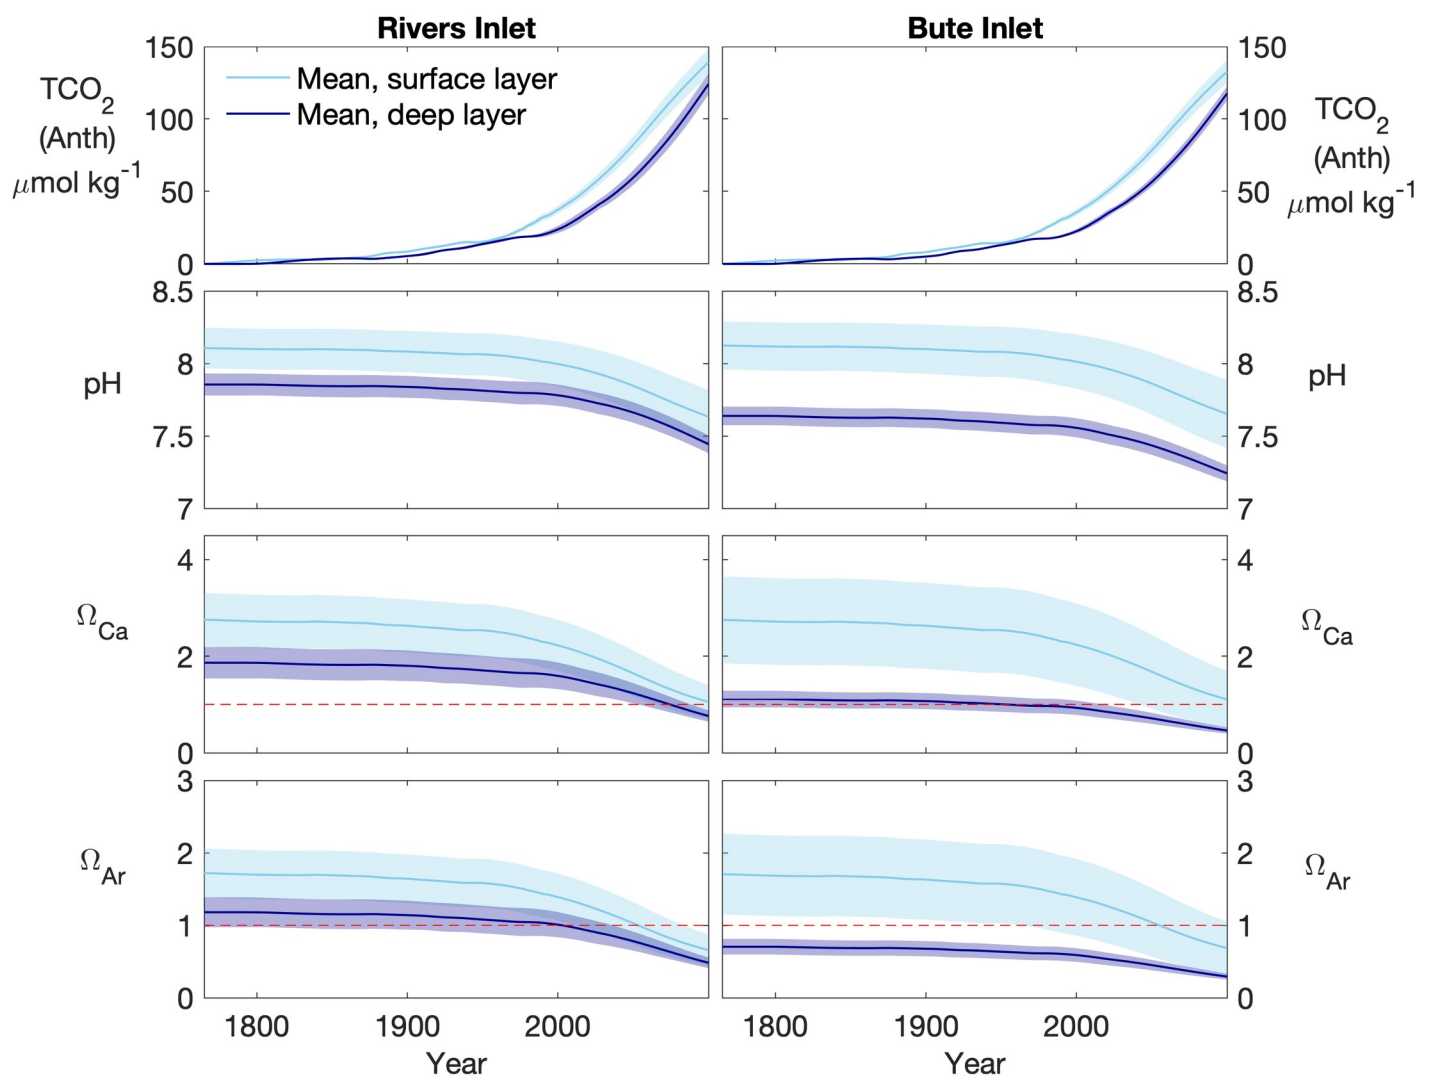 Rivers Inlet
Bute Inlet
TCO2
(Anth)
μmol kg-1
150
100
50
0
Mean, surface layer
Mean, deep layer
150
100
50
0
TCO2
(Anth)
μmol kg-1
pH
8.5
8
7.5
7
8.5
8
7.5
7
pH
ΩCa
4
2
0
4
2
0
ΩCa
ΩAr
3
2
1
0
3
2
1
0
ΩAr
1800 1900 2000
1800 1900 2000
Year
Year